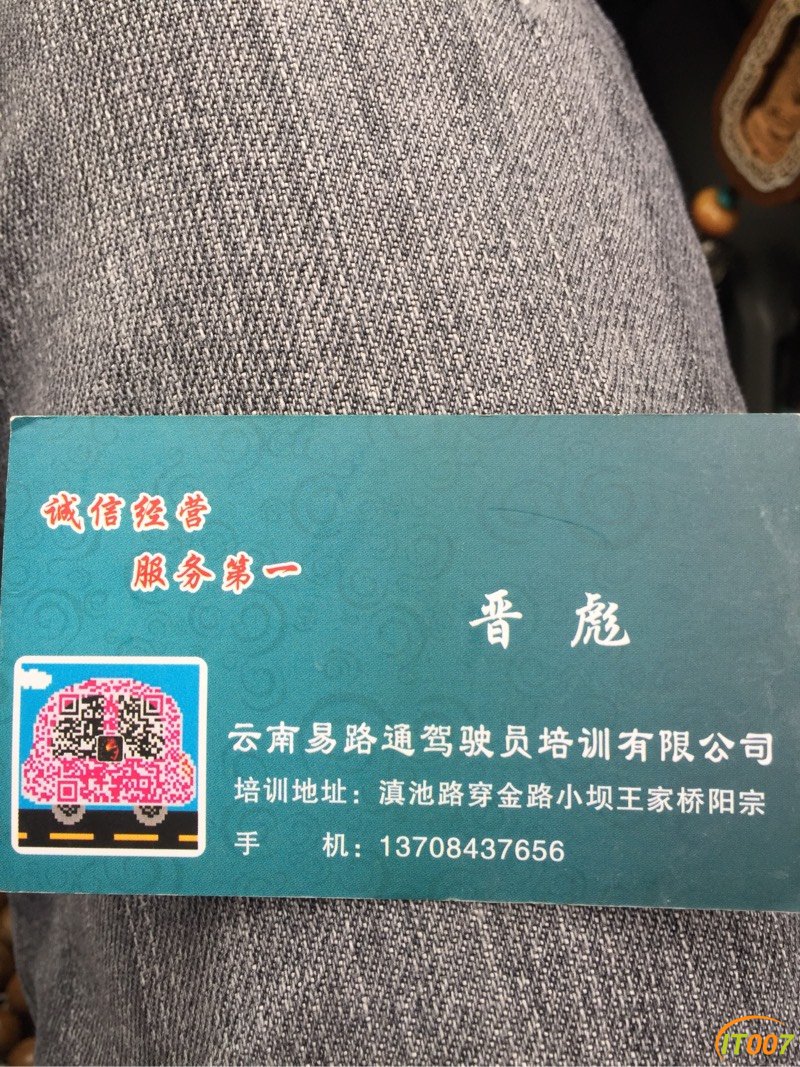 诚信经营
服务第一
晋 彪
云南易路通驾驶员培训有限公司
培训地址：滇池路穿金路小坝王家桥阳宗
手 机：13708437656
IT007